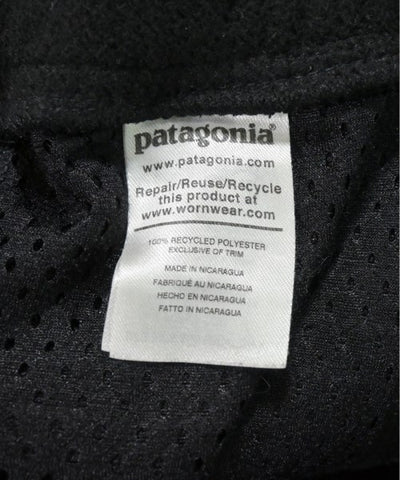 patagonia®
www.patagonia.com
Repair/Reuse/Recycle
this product at
www.wornwear.com
100% RECYCLED POLYESTER
EXCLUSIVE OF TRIM
MADE IN NICARAGUA
FABRIQUÉ AU NICARAGUA
HECHO EN NICARAGUA
FATTO IN NICARAGUA